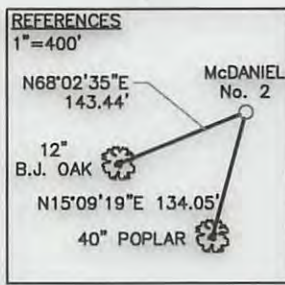 REFERENCES
1"=400'
N68°02'35"E
143.44'
McDANIEL
No. 2
12"
B.J. OAK
N15°09'19"E 134.05'
40" POPLAR